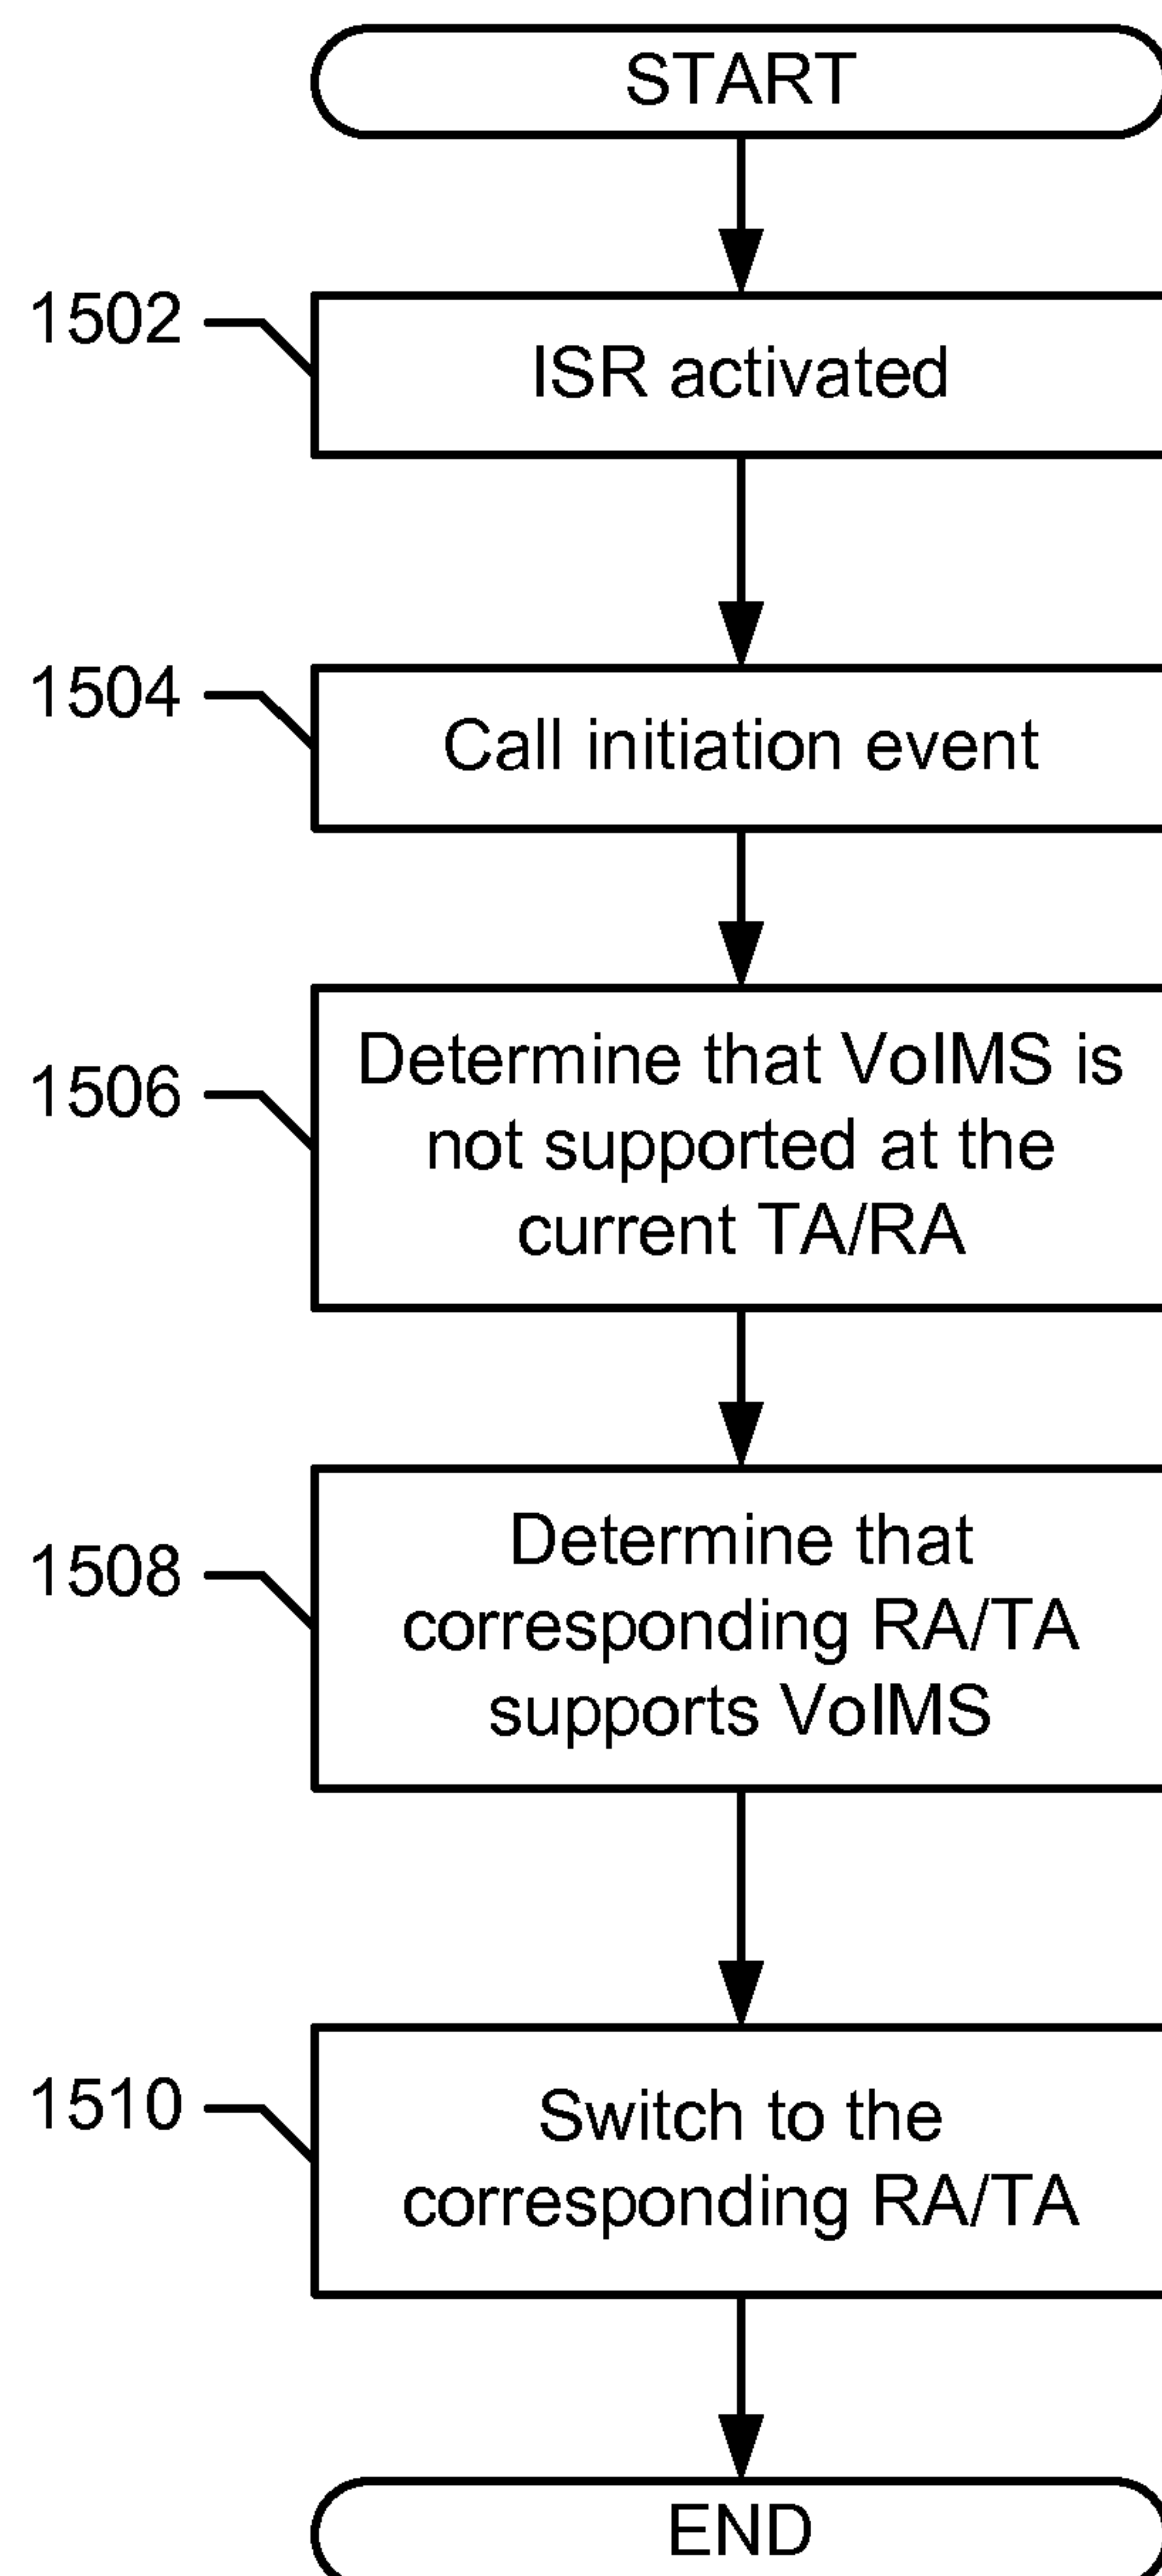 START
1502
ISR activated
1504
Call initiation event
1506
Determine that VoIMS is
not supported at the
current TA/RA
1508
Determine that
corresponding RA/TA
supports VoIMS
1510
Switch to the
corresponding RA/TA
END